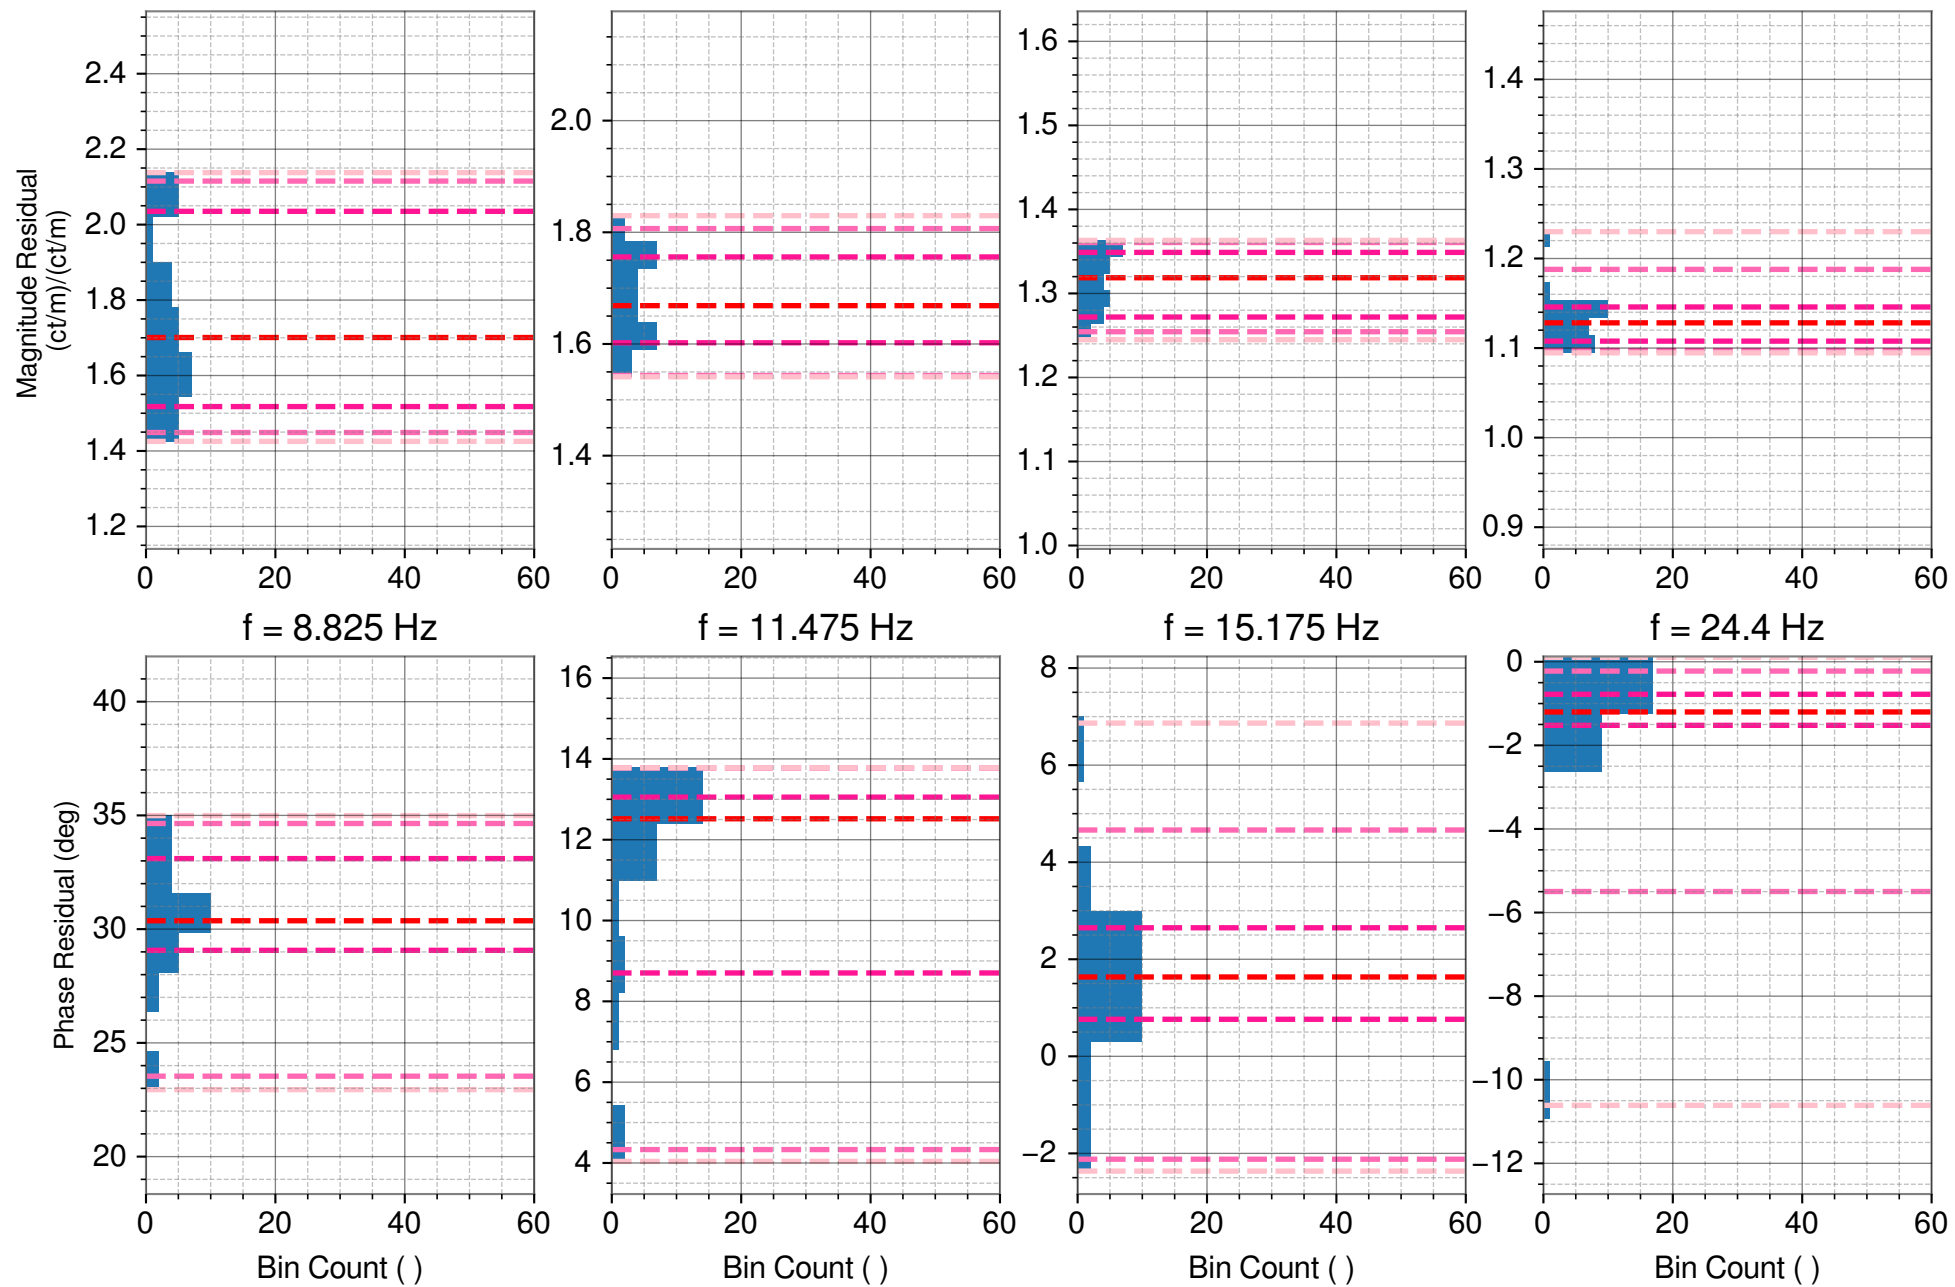 Magnitude Residual
(ct/m)/(ct/m)
2.4
2.2
2.0
1.8
1.6
1.4
1.2
0 20 40 60
2.0
1.8
1.6
1.4
0 20 40 60
1.6
1.5
1.4
1.3
1.2
1.1
1.0
0 20 40 60
1.4
1.3
1.2
1.1
1.0
0.9
0 20 40 60
f = 8.825 Hz
f = 11.475 Hz
f = 15.175 Hz
f = 24.4 Hz
Phase Residual (deg)
40
35
30
25
20
0 20 40 60
Bin Count ( )
16
14
12
10
8
6
4
0 20 40 60
Bin Count ( )
8
6
4
2
0
−2
0 20 40 60
Bin Count ( )
0
−2
−4
−6
−8
−10
−12
0 20 40 60
Bin Count ( )